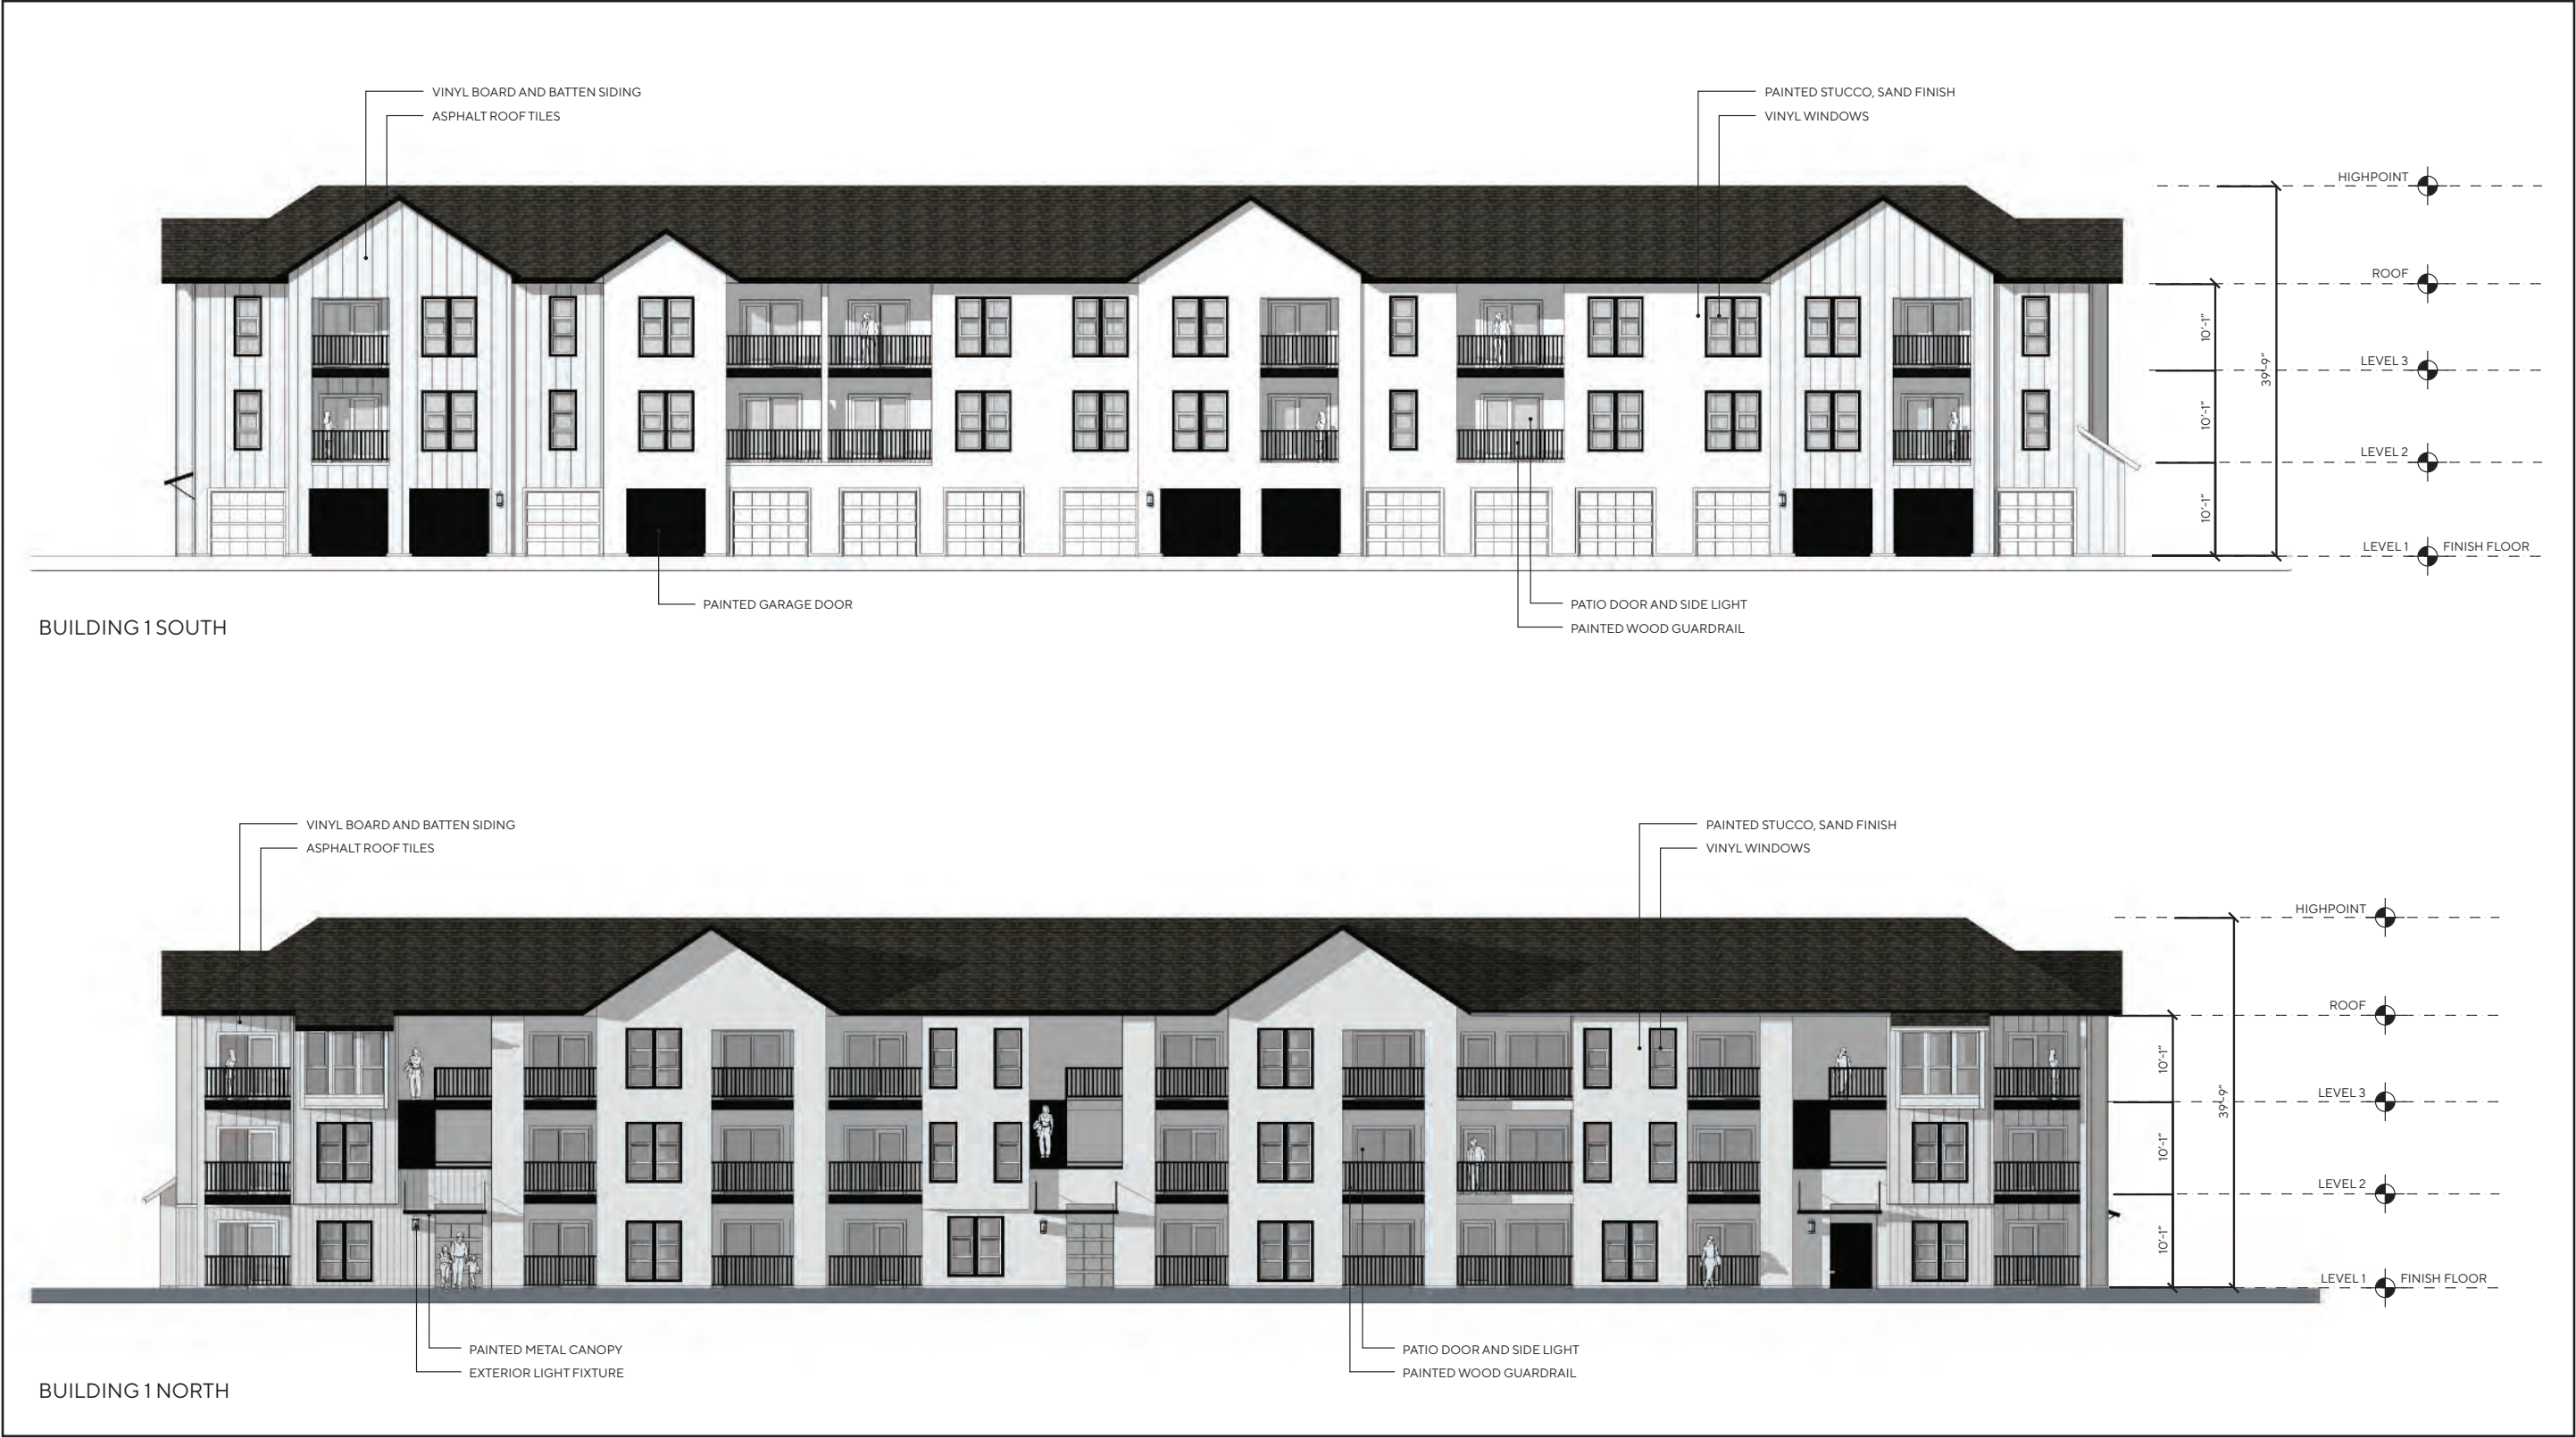 VINYL BOARD AND BATTEN SIDING
ASPHALT ROOF TILES
PAINTED STUCCO, SAND FINISH
VINYL WINDOWS
HIGHPOINT
ROOF
10'-1"
39'-9"
LEVEL 3
10'-1"
LEVEL 2
10'-1"
LEVEL 1 FINISH FLOOR
PAINTED GARAGE DOOR
PATIO DOOR AND SIDE LIGHT
PAINTED WOOD GUARDRAIL
BUILDING 1 SOUTH
VINYL BOARD AND BATTEN SIDING
ASPHALT ROOF TILES
PAINTED STUCCO, SAND FINISH
VINYL WINDOWS
HIGHPOINT
ROOF
10'-1"
39'-9"
LEVEL 3
10'-1"
LEVEL 2
10'-1"
LEVEL 1 FINISH FLOOR
PAINTED METAL CANOPY
EXTERIOR LIGHT FIXTURE
PATIO DOOR AND SIDE LIGHT
PAINTED WOOD GUARDRAIL
BUILDING 1 NORTH